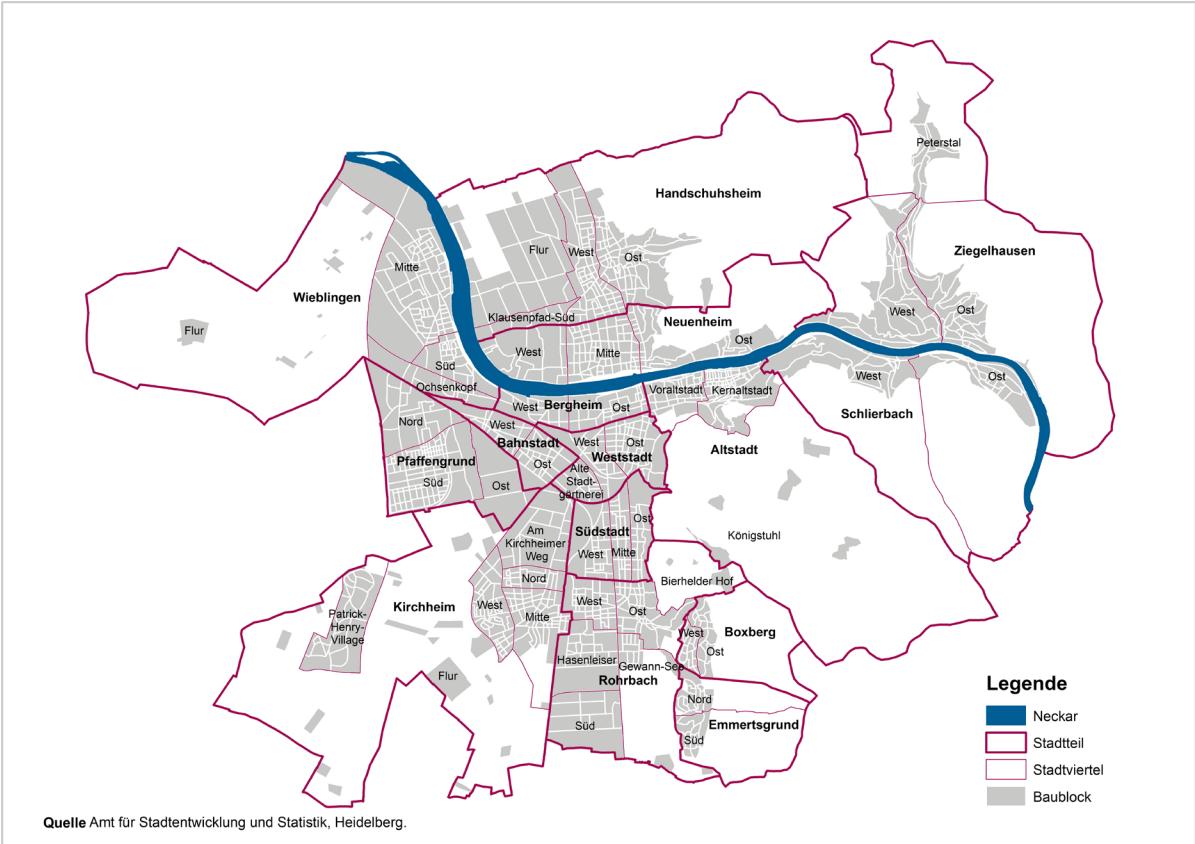 Peterstal
Handschuhsheim
Ziegelhausen
Flur
West
Ost
Mitte
Wieblingen
Klausenpfad-Süd
Neuenheim
West
Ost
Flur
Ost
West
Mitte
Süd
Ochsenkopf
West
Ost
Voraltstadt
Kernaltstadt
West
Bergheim
Ost
Schlierbach
Nord
West
Bahnstadt
West
Ost
Altstadt
Weststadt
Pfaffengrund
Ost
Alte
Stadt-
gärtnerei
Süd
Ost
Ost
Am
Kirchheimer
Weg
Südstadt
Königstuhl
West
Mitte
Nord
Bierhelder Hof
Kirchheim
West
Mitte
West
Ost
Patrick-
Henry-
Village
West
Boxberg
Ost
Hasenleiser
Gewann-See
Flur
Rohrbach
Nord
Süd
Emmertsgrund
Süd
Legende
Neckar
Stadtteil
Stadtviertel
Baublock
Quelle Amt für Stadtentwicklung und Statistik, Heidelberg.